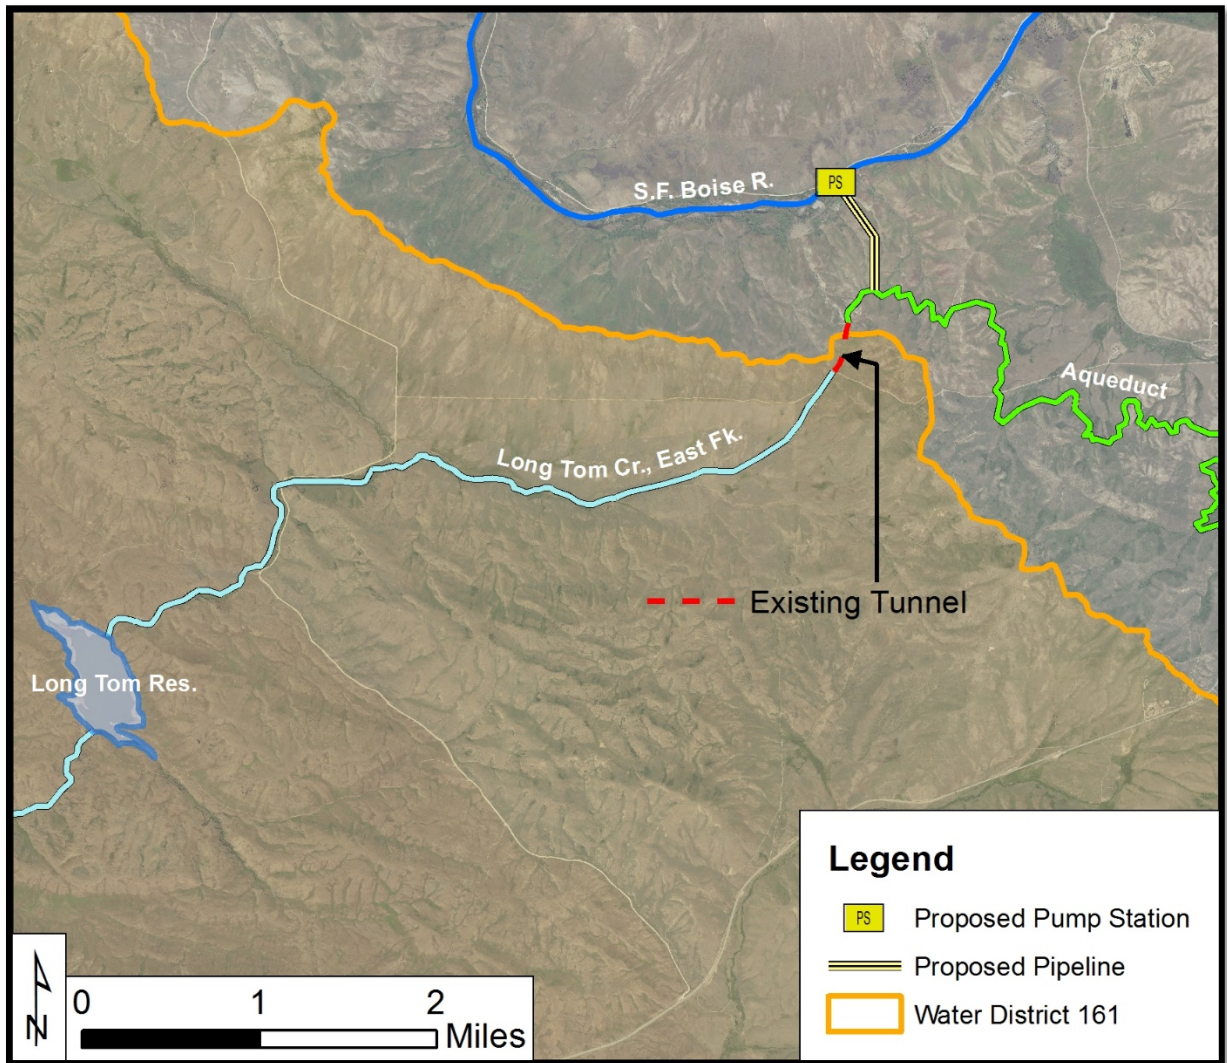 S.F. Boise R.
PS
Aqueduct
Long Tom Cr., East Fk.
Existing Tunnel
Long Tom Res.
Legend
PS Proposed Pump Station
Proposed Pipeline
Water District 161
N
0 1 2
Miles